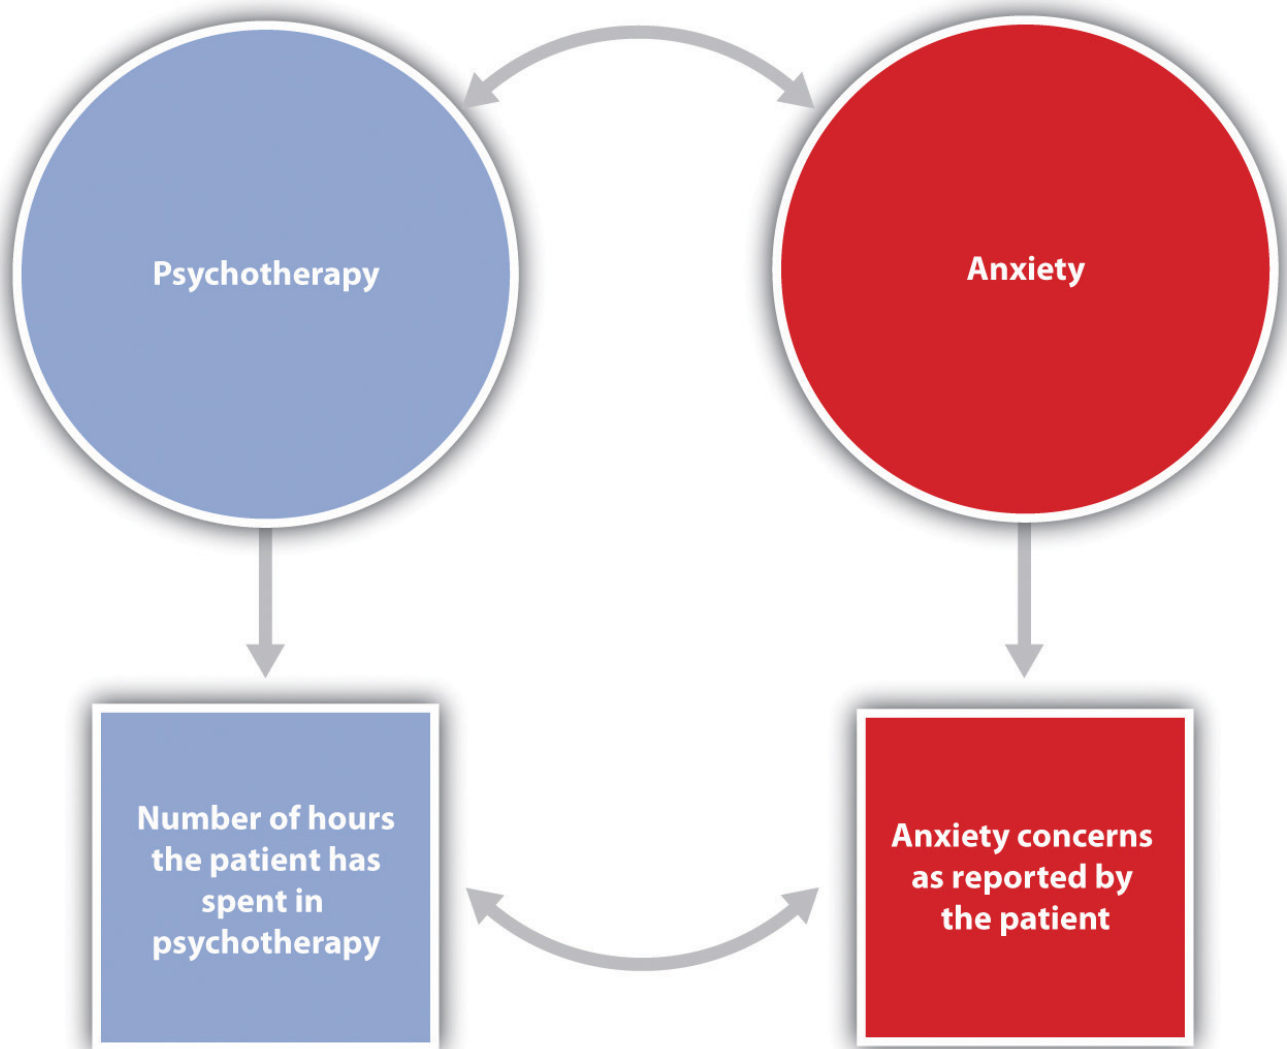 Psychotherapy
Anxiety
Number of hours
the patient has
spent in
psychotherapy
Anxiety concerns
as reported by
the patient